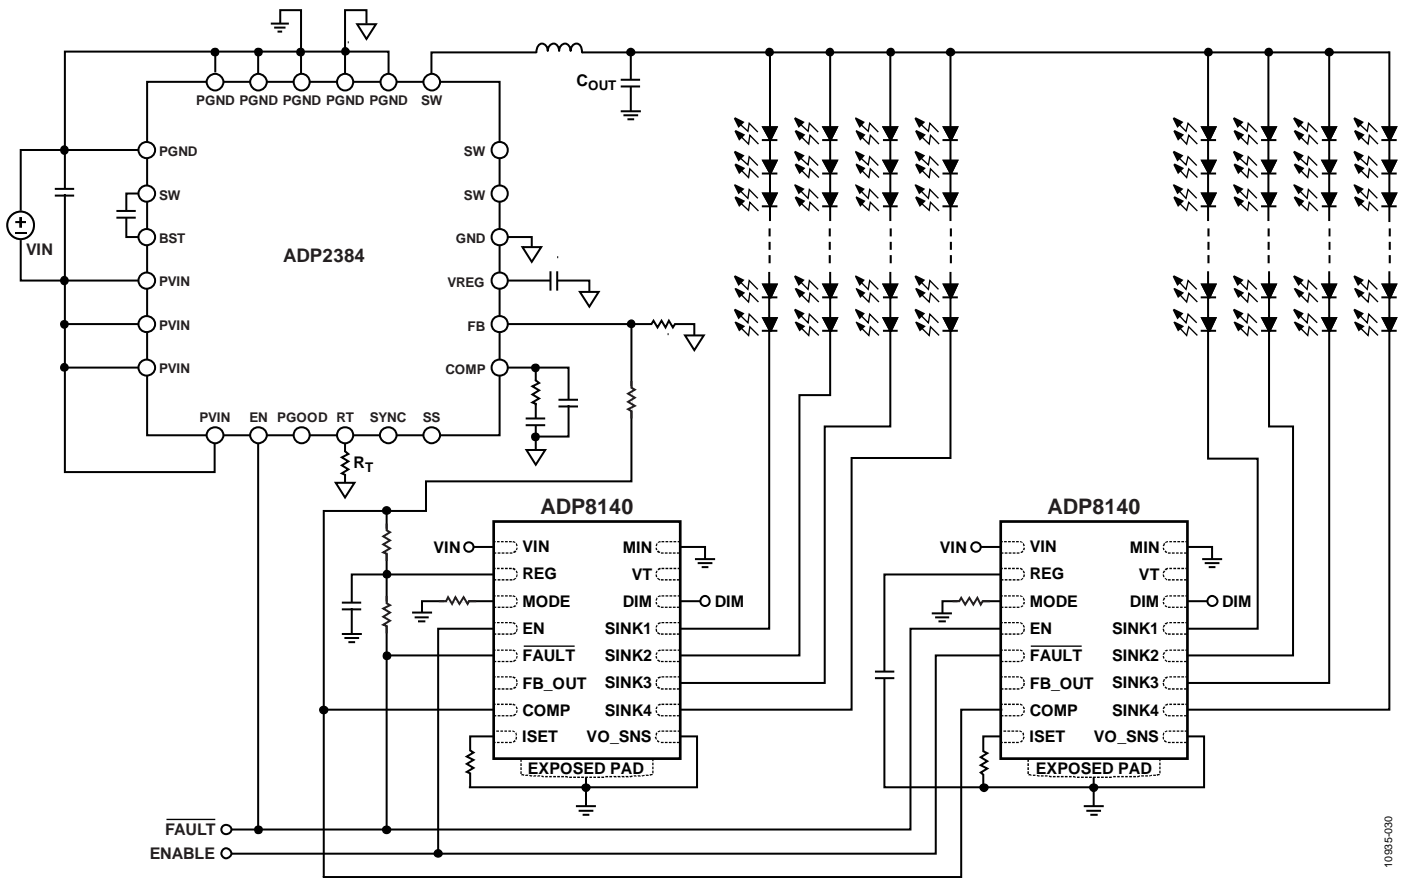 PGND PGND PGND PGND PGND SW
COUT
PGND
SW
BST
PVIN
PVIN
PVIN
VIN
ADP2384
SW
SW
GND
VREG
FB
COMP
PVIN EN PGOOD RT SYNC SS
RT
ADP8140
VIN
VIN
REG
MODE
EN
FAULT
FB_OUT
COMP
ISET
MIN
VT
DIM
DIM
SINK1
SINK2
SINK3
SINK4
VO_SNS
EXPOSED PAD
ADP8140
VIN
VIN
REG
MODE
EN
FAULT
FB_OUT
COMP
ISET
MIN
VT
DIM
DIM
SINK1
SINK2
SINK3
SINK4
VO_SNS
EXPOSED PAD
FAULT
ENABLE
10935-030